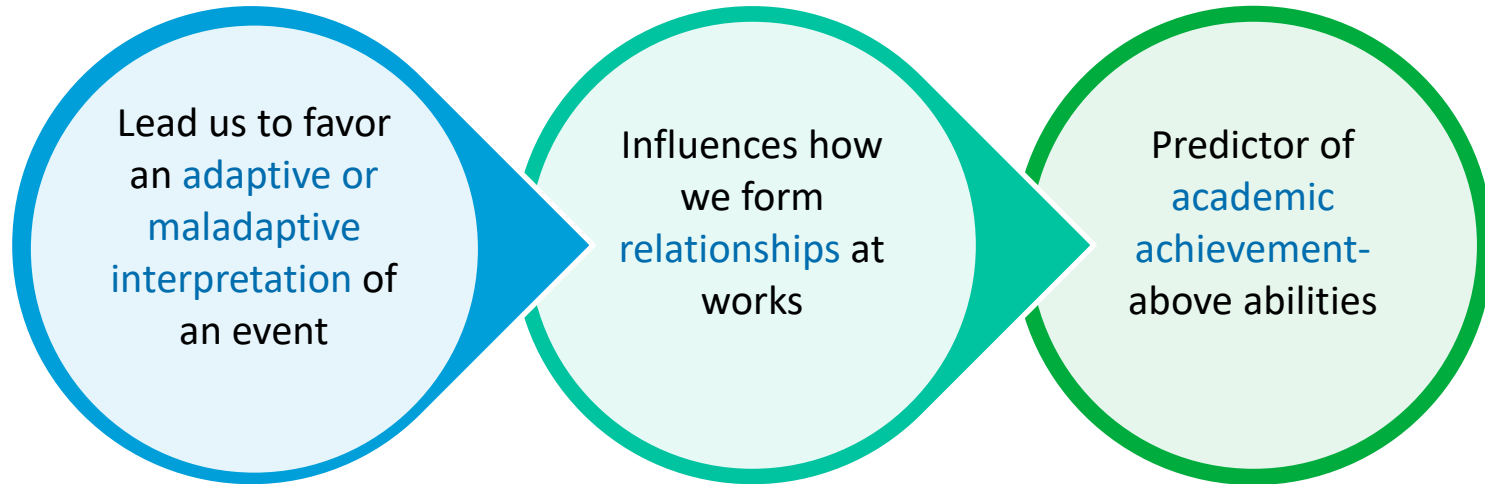 Lead us to favor
an adaptive or
maladaptive
interpretation of
an event
Influences how
we form
relationships at
works
Predictor of
academic
achievement-
above abilities